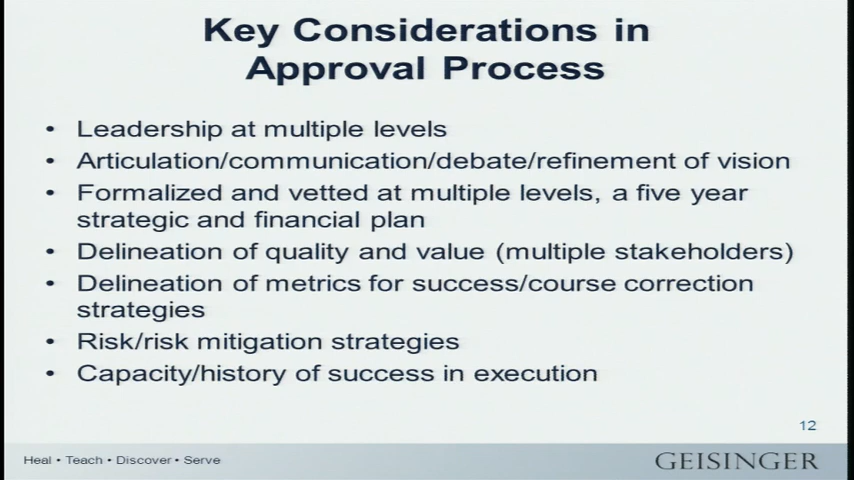 Key Considerations in
Approval Process
• Leadership at multiple levels
• Articulation/communication/debate/refinement of vision
• Formalized and vetted at multiple levels, a five year
strategic and financial plan
• Delineation of quality and value (multiple stakeholders)
• Delineation of metrics for success/course correction
strategies
• Risk/risk mitigation strategies
• Capacity/history of success in execution
12
Heal • Teach • Discover • Serve
GEISINGER